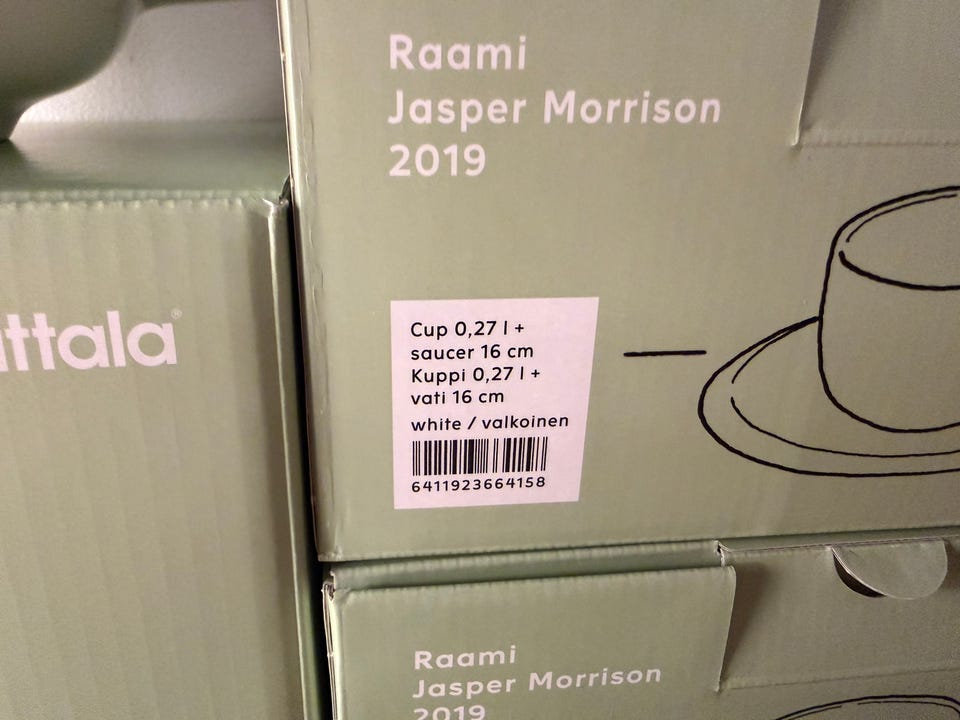 Raami
Jasper Morrison
2019
ittala®
Cup 0,27 l +
saucer 16 cm
Kuppi 0,27 l +
vati 16 cm
white / valkoinen
6411923664158
Raami
Jasper Morrison
2019